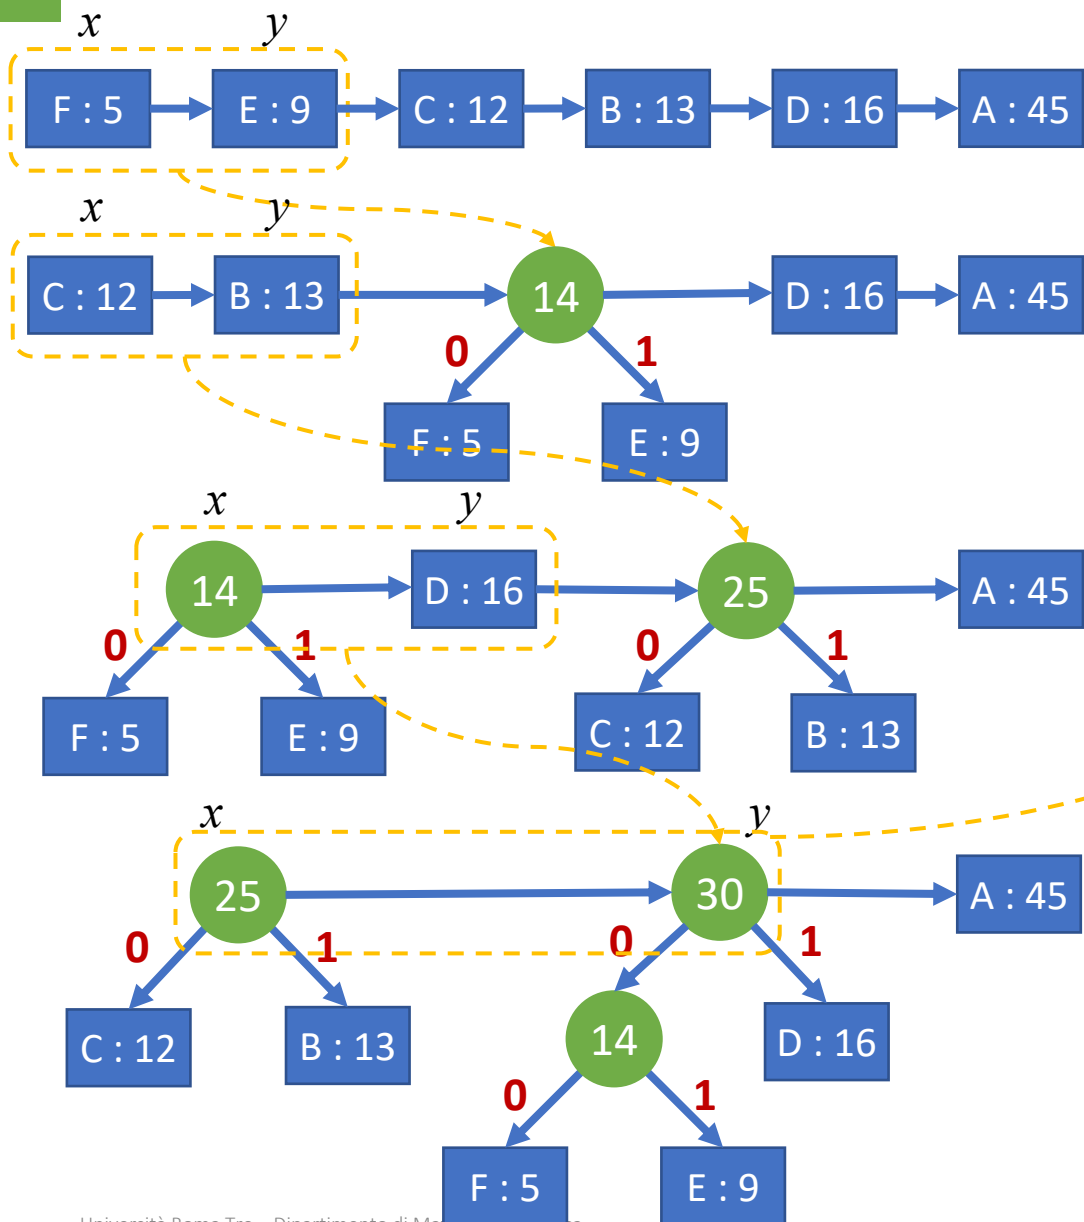 x y
F : 5 E : 9 C : 12 B : 13 D : 16 A : 45
x y
C : 12 B : 13 14 D : 16 A : 45
0 1
F : 5 E : 9
x y
14 D : 16 25 A : 45
0 1 0 1
F : 5 E : 9 C : 12 B : 13
x y
25 30 A : 45
0 1 0 1
C : 12 B : 13 14 D : 16
0 1
F : 5 E : 9
Università Roma Tre Dipartimento di